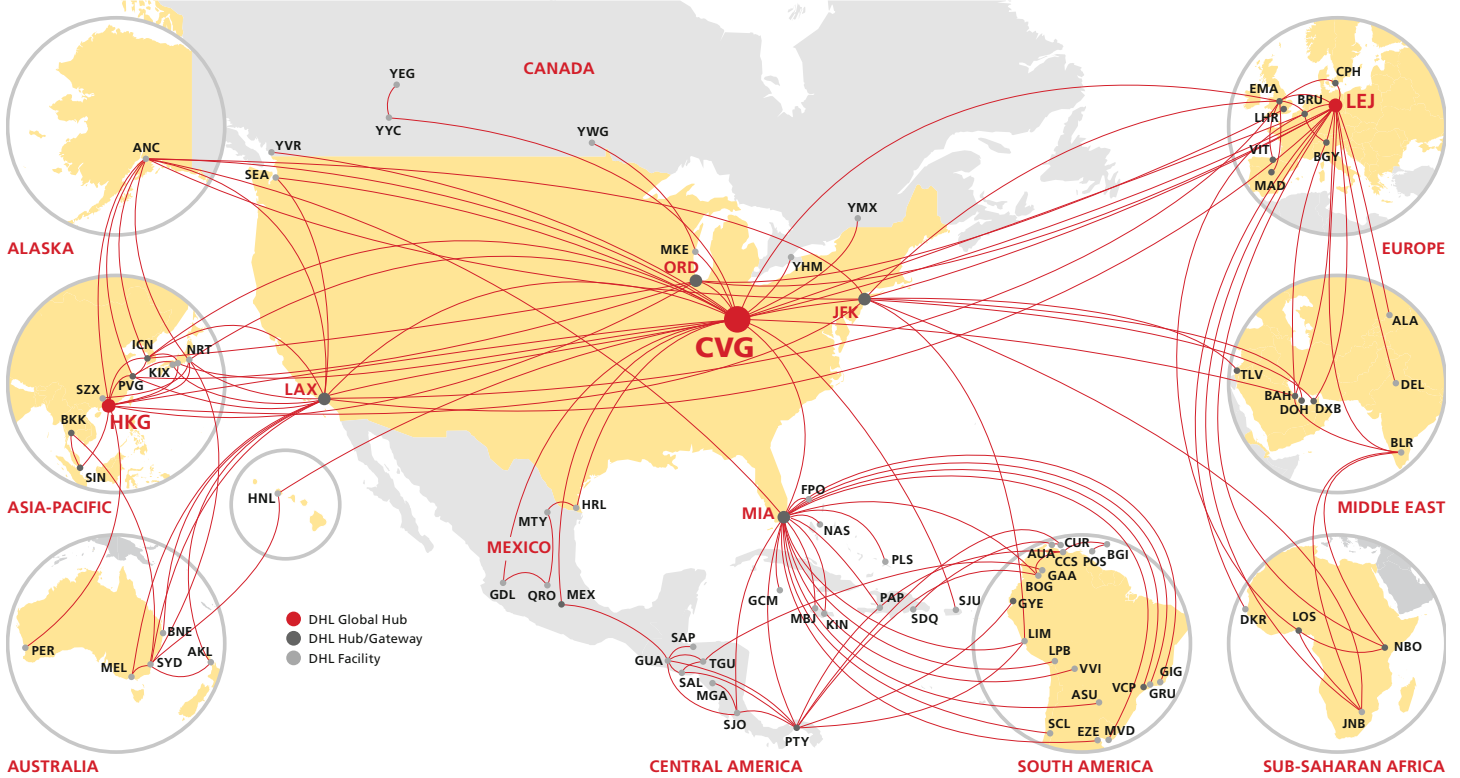 CANADA
YEG
YYC
YWG
YVR
SEA
ANC
ALASKA
YMX
MKE
ORD
YHM
JFK
CVG
CPH
EMA
BRU
LEJ
LHR
VIT
BGY
MAD
EUROPE
ICN
NRT
KIX
PVG
SZX
HKG
BKK
SIN
ASIA-PACIFIC
LAX
HNL
ALA
TLV
DEL
BAH
DOH
DXB
BLR
MIDDLE EAST
HRL
MTY
MEXICO
GDL
QRO
MEX
FPO
MIA
NAS
PLS
GCM
MBJ
KIN
PAP
SDQ
SJU
SAP
GUA
TGU
SAL
MGA
SJO
PTY
CENTRAL AMERICA
AUA
CUR
CCS
POS
BGI
GAA
BOG
GYE
LIM
LPB
VVI
GIG
VCP
GRU
ASU
SCL
EZE
MVD
SOUTH AMERICA
DKR
LOS
NBO
JNB
SUB-SAHARAN AFRICA
PER
BNE
MEL
SYD
AKL
AUSTRALIA
DHL Global Hub
DHL Hub/Gateway
DHL Facility